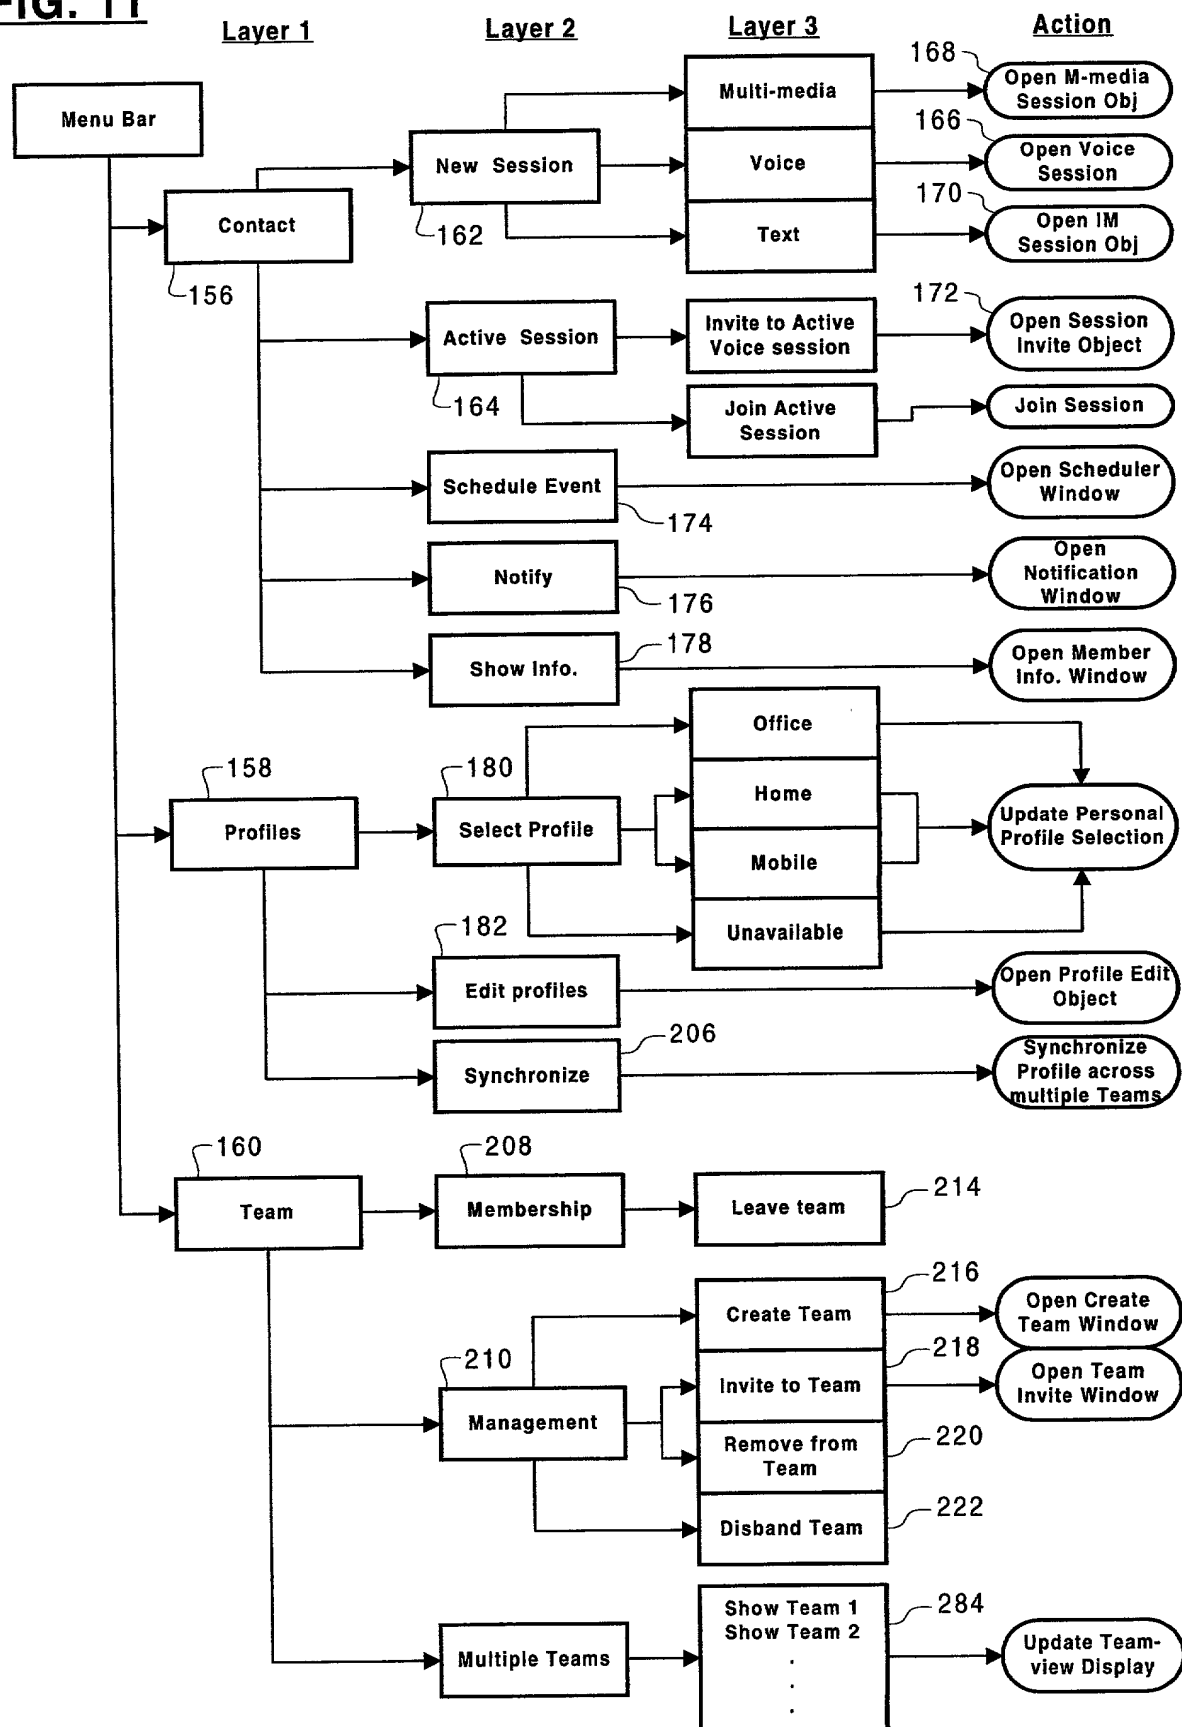 FIG. 11
Layer 1
Layer 2
Layer 3
Action
Menu Bar
168
Multi-media
Open M-media
Session Obj
166
New Session
Voice
Open Voice
Session
162
170
Contact
Text
Open IM
Session Obj
156
172
Active Session
Invite to Active
Voice session
Open Session
Invite Object
164
Join Active
Session
Join Session
Schedule Event
Open Scheduler
Window
174
Notify
Open
Notification
Window
176
178
Show Info.
Open Member
Info. Window
Office
158
180
Home
Profiles
Select Profile
Update Personal
Profile Selection
Mobile
Unavailable
182
Edit profiles
Open Profile Edit
Object
206
Synchronize
Synchronize
Profile across
multiple Teams
160
208
Team
Membership
Leave team
214
216
Create Team
Open Create
Team Window
210
218
Invite to Team
Open Team
Invite Window
Management
Remove from
Team
220
Disband Team
222
Show Team 1
Show Team 2
.
.
.
284
Multiple Teams
Update Team-
view Display